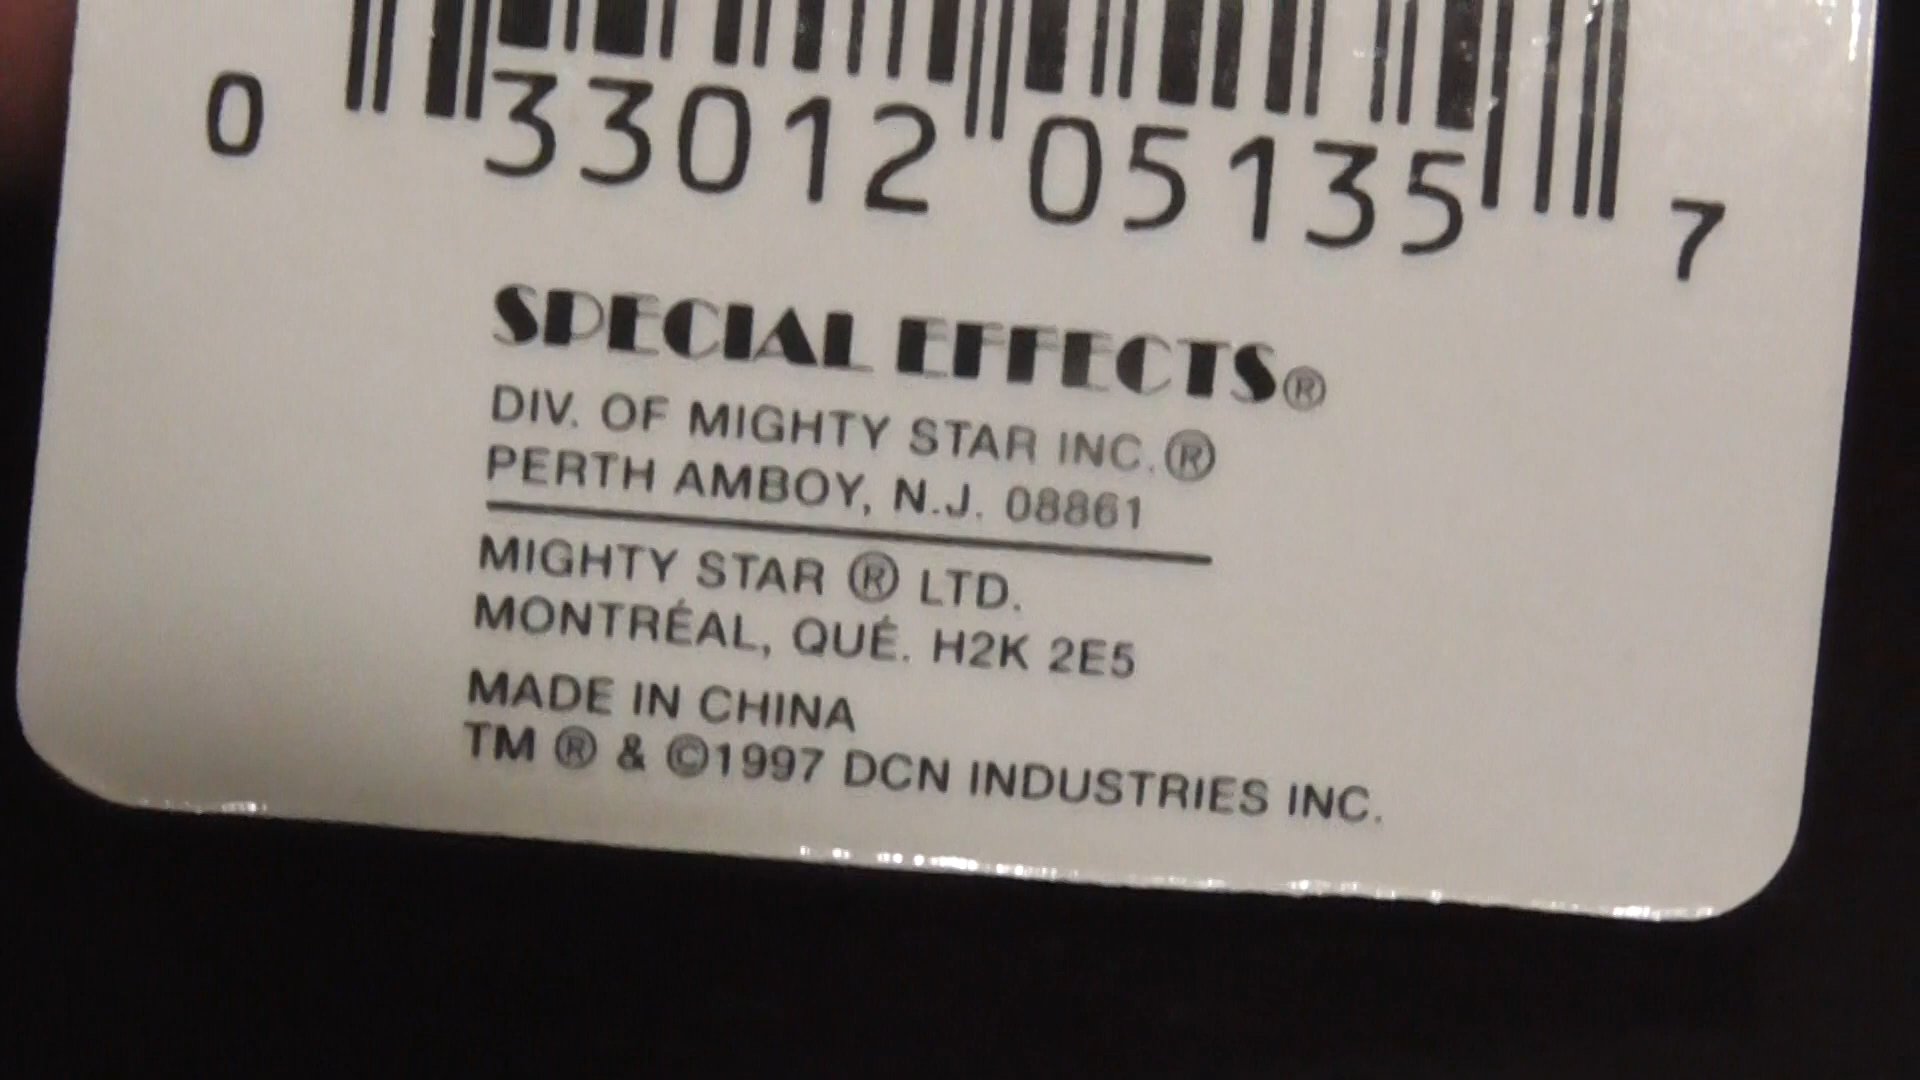 0 33012 05135 7
SPECIAL EFFECTS®
DIV. OF MIGHTY STAR INC.®
PERTH AMBOY, N.J. 08861
MIGHTY STAR ® LTD.
MONTRÉAL, QUÉ. H2K 2E5
MADE IN CHINA
TM ® & ©1997 DCN INDUSTRIES INC.